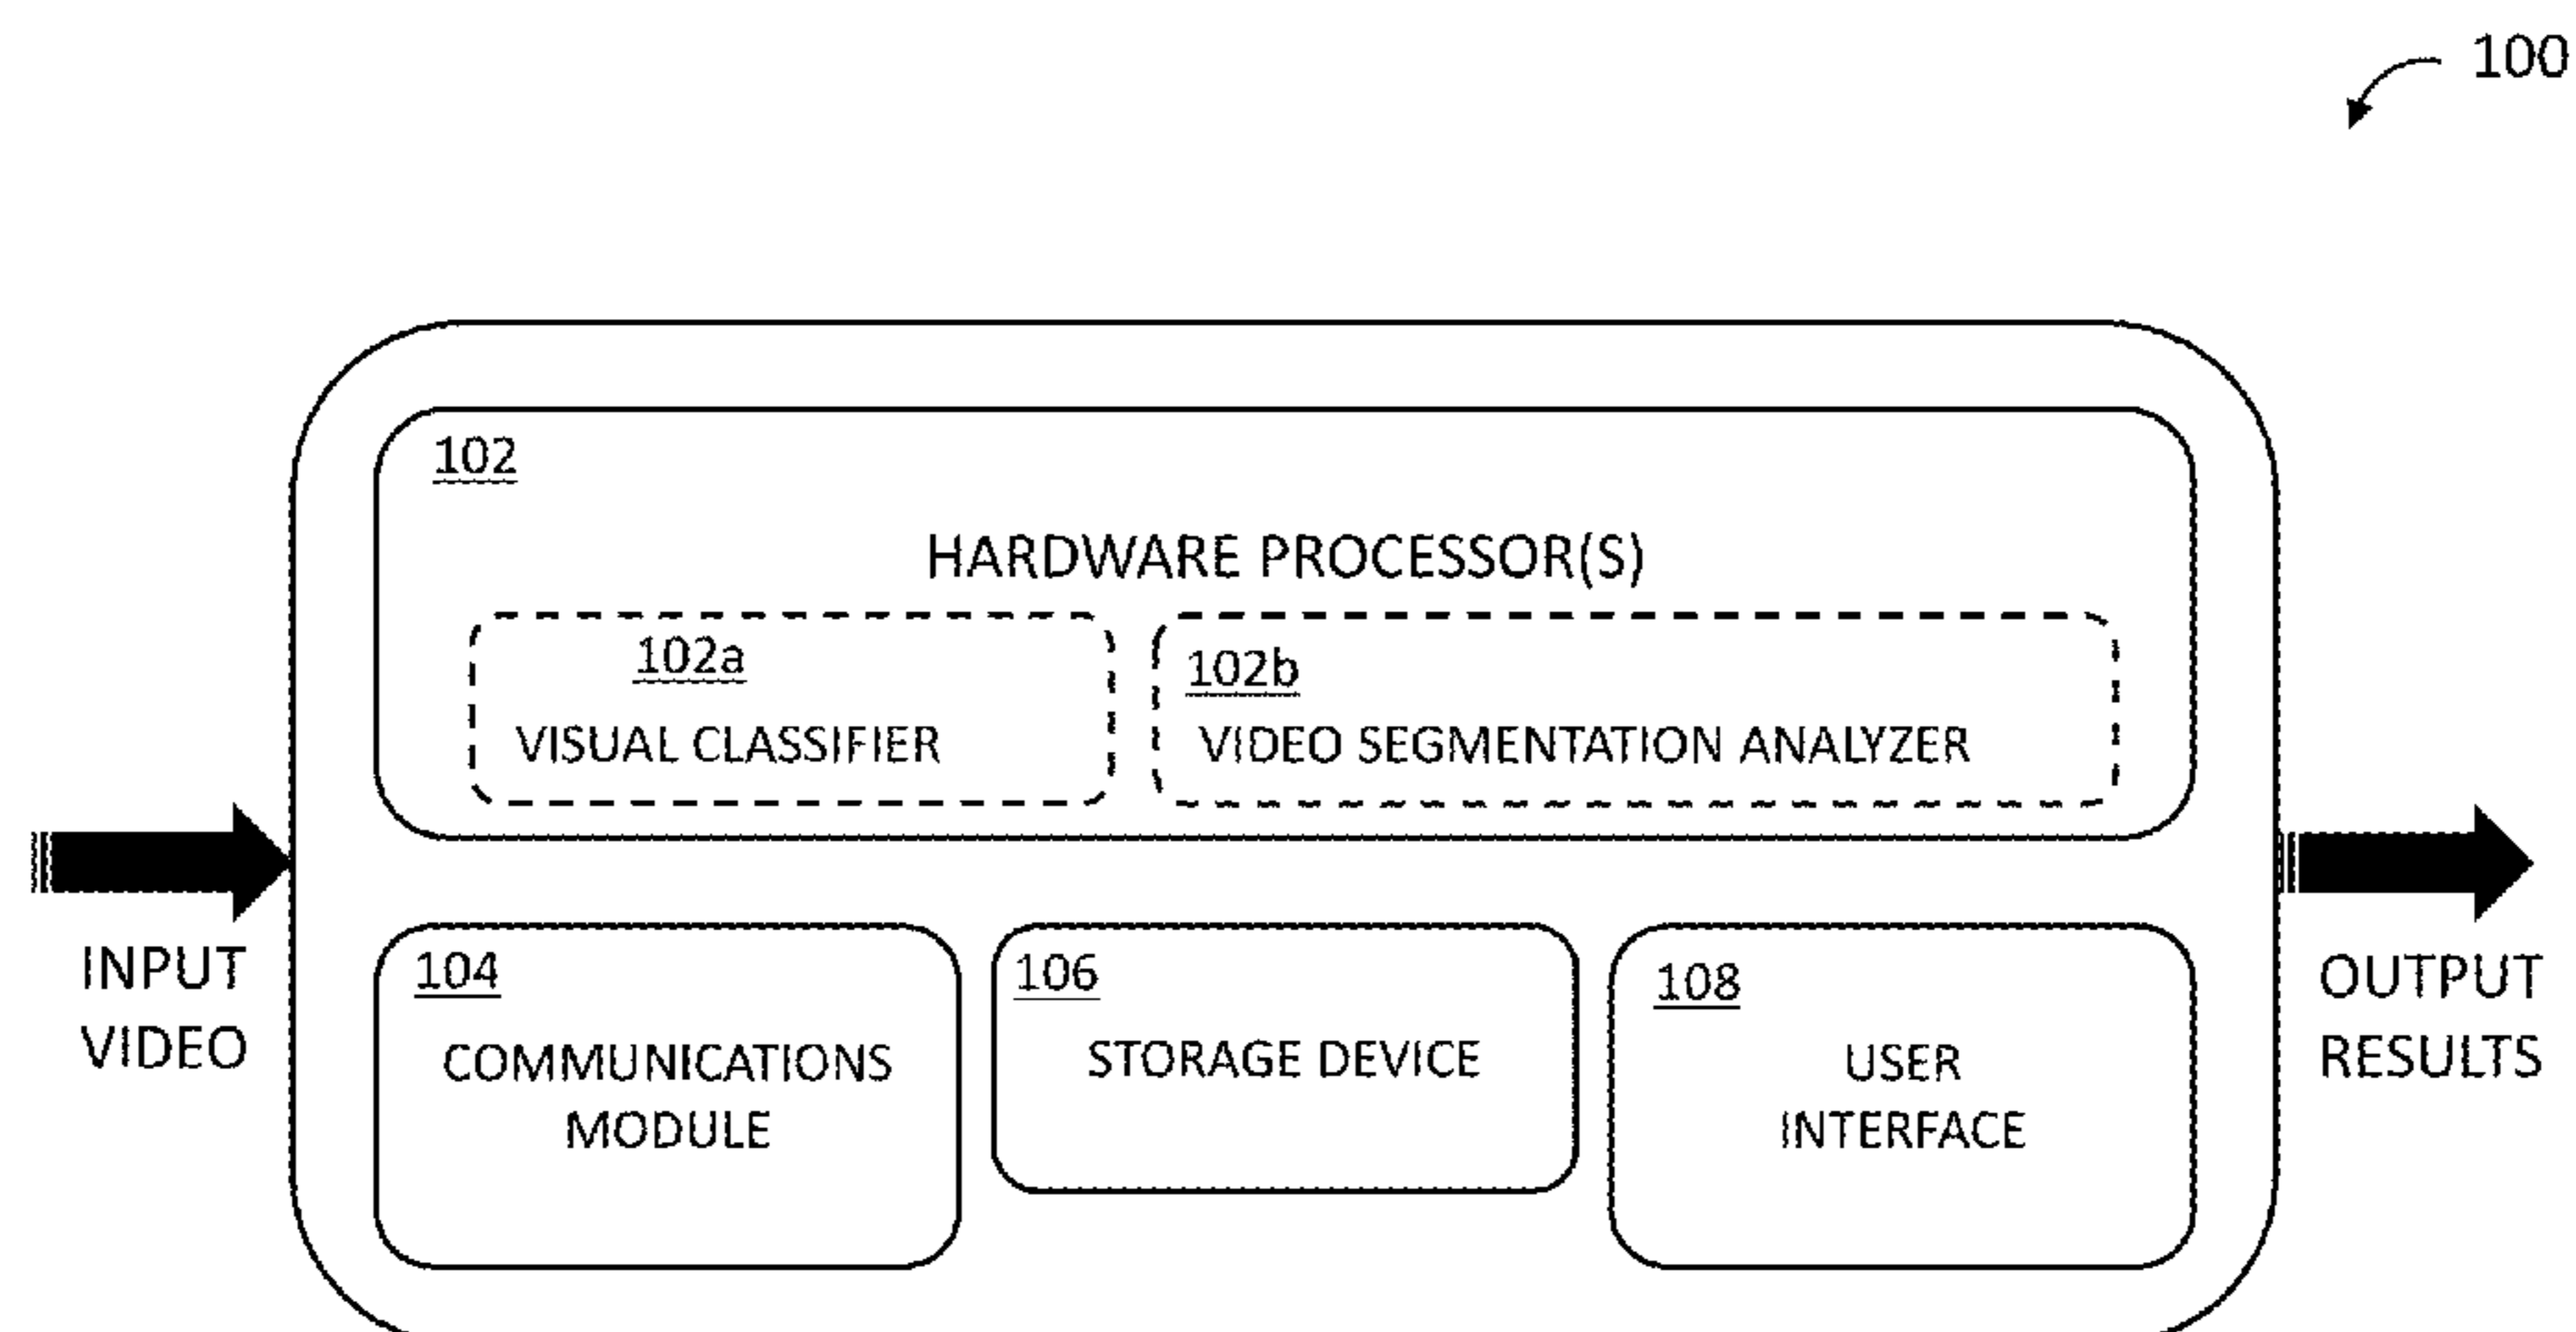 100
102
HARDWARE PROCESSOR(S)
102a
VISUAL CLASSIFIER
102b
VIDEO SEGMENTATION ANALYZER
INPUT
VIDEO
104
COMMUNICATIONS
MODULE
106
STORAGE DEVICE
108
USER
INTERFACE
OUTPUT
RESULTS